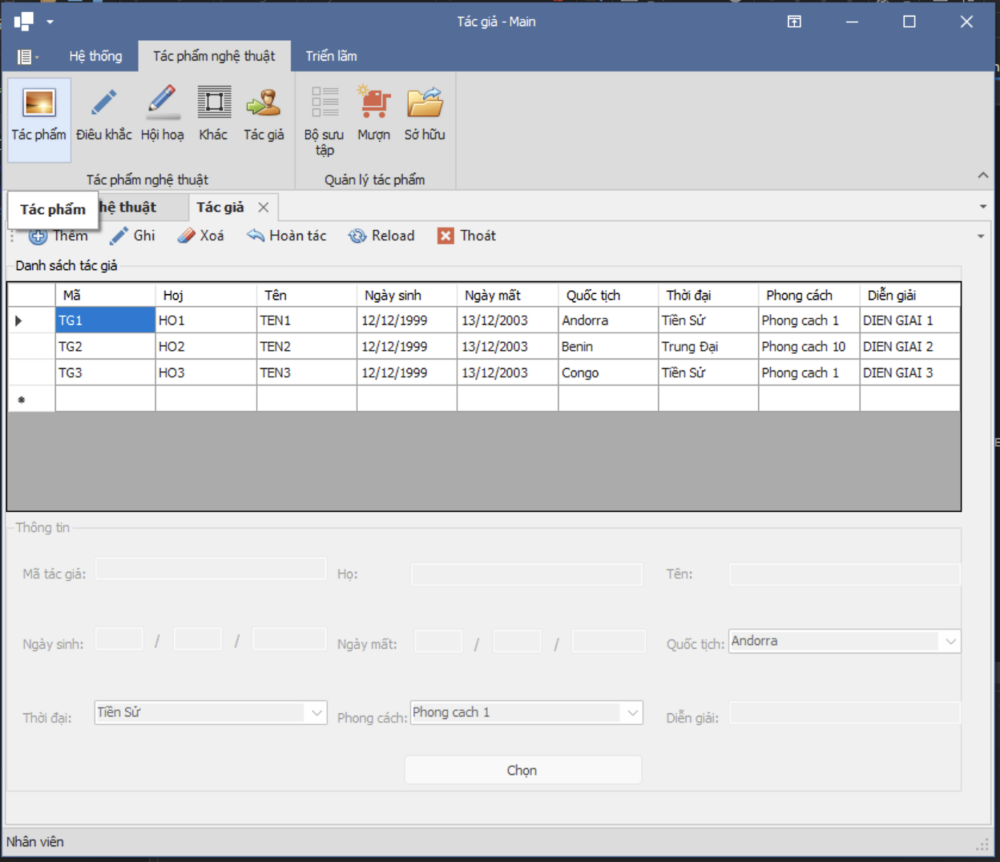 Tác giả - Main
Hệ thống Tác phẩm nghệ thuật Triển lãm
Tác phẩm Điêu khắc Hội hoạ Khác Tác giả Bộ sưu tập Mượn Sở hữu
Tác phẩm nghệ thuật Quản lý tác phẩm
Tác phẩm hệ thuật Tác giả
Thêm Ghi Xoá Hoàn tác Reload Thoát
Danh sách tác giả
Mã Hoj Tên Ngày sinh Ngày mất Quốc tịch Thời đại Phong cách Diễn giải
TG1 HO1 TEN1 12/12/1999 13/12/2003 Andorra Tiền Sử Phong cach 1 DIEN GIAI 1
TG2 HO2 TEN2 12/12/1999 13/12/2003 Benin Trung Đại Phong cach 10 DIEN GIAI 2
TG3 HO3 TEN3 12/12/1999 13/12/2003 Congo Tiền Sử Phong cach 1 DIEN GIAI 3
Thông tin
Mã tác giả: Họ: Tên:
Ngày sinh: / / Ngày mất: / / Quốc tịch: Andorra
Thời đại: Tiền Sử Phong cách: Phong cach 1 Diễn giải:
Chọn
Nhân viên